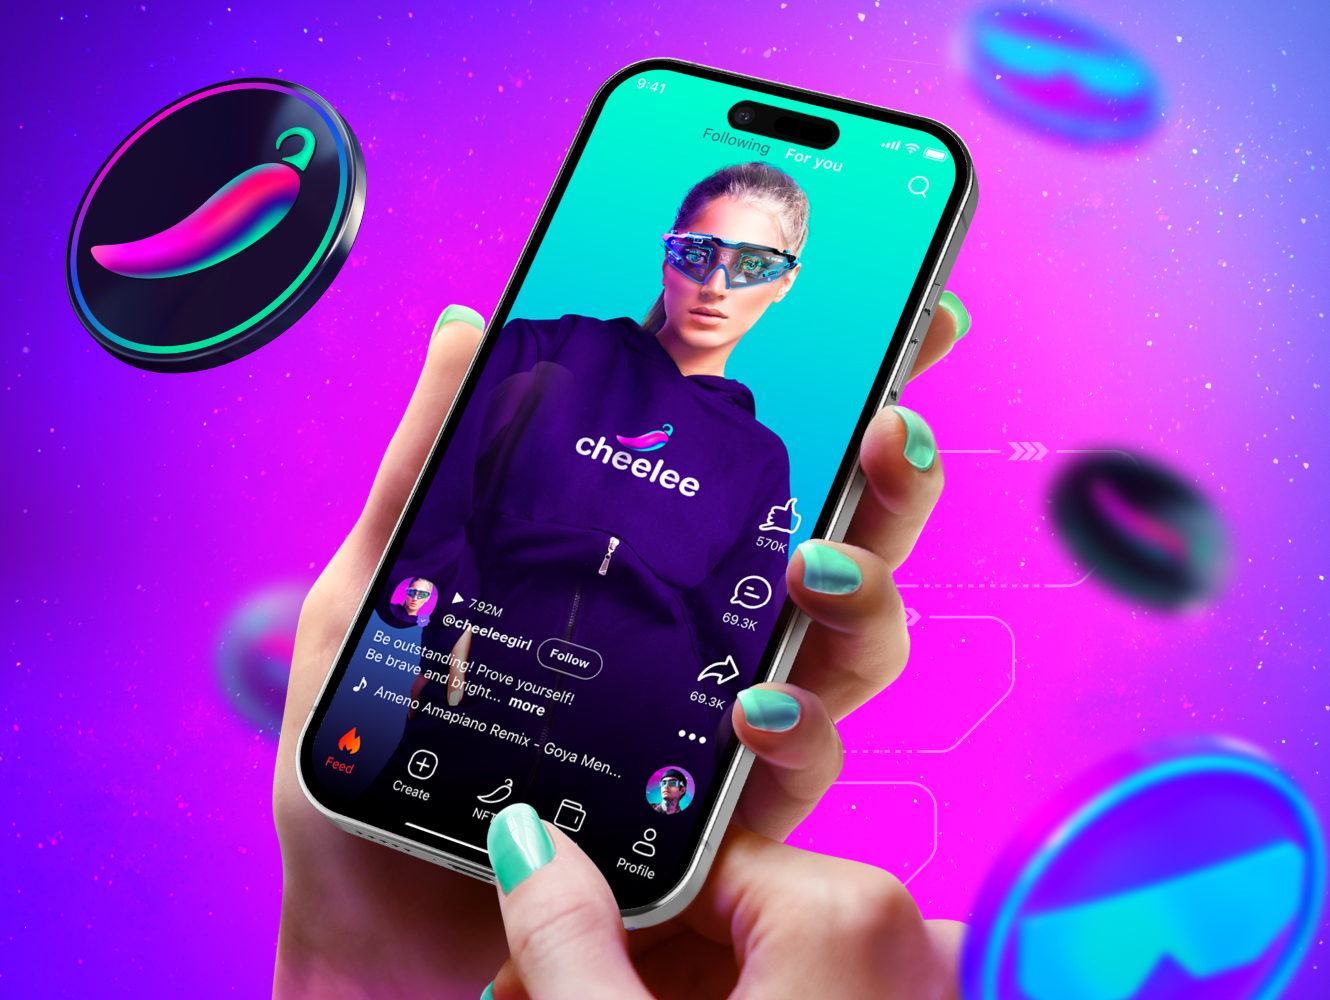 9:41
Following
For you
cheelee
570K
69.3K
69.3K
7.92M
@cheeleegirl
Follow
Be outstanding! Prove yourself!
Be brave and bright... more
Ameno Amapiano Remix - Goya Men...
Feed
Create
NFT
Profile